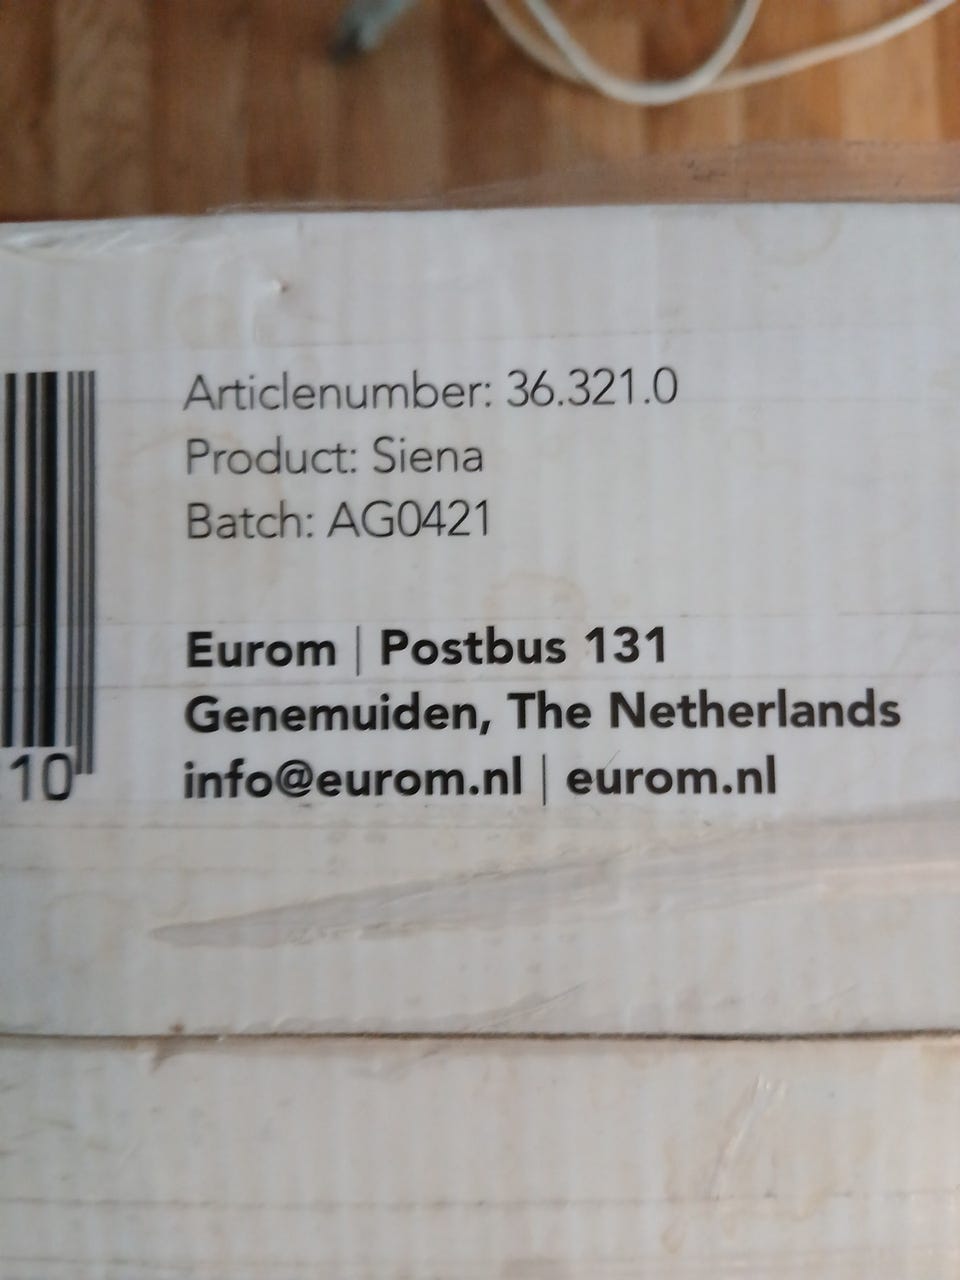 Articlenumber: 36.321.0
Product: Siena
Batch: AG0421
Eurom | Postbus 131
Genemuiden, The Netherlands
info@eurom.nl | eurom.nl
10